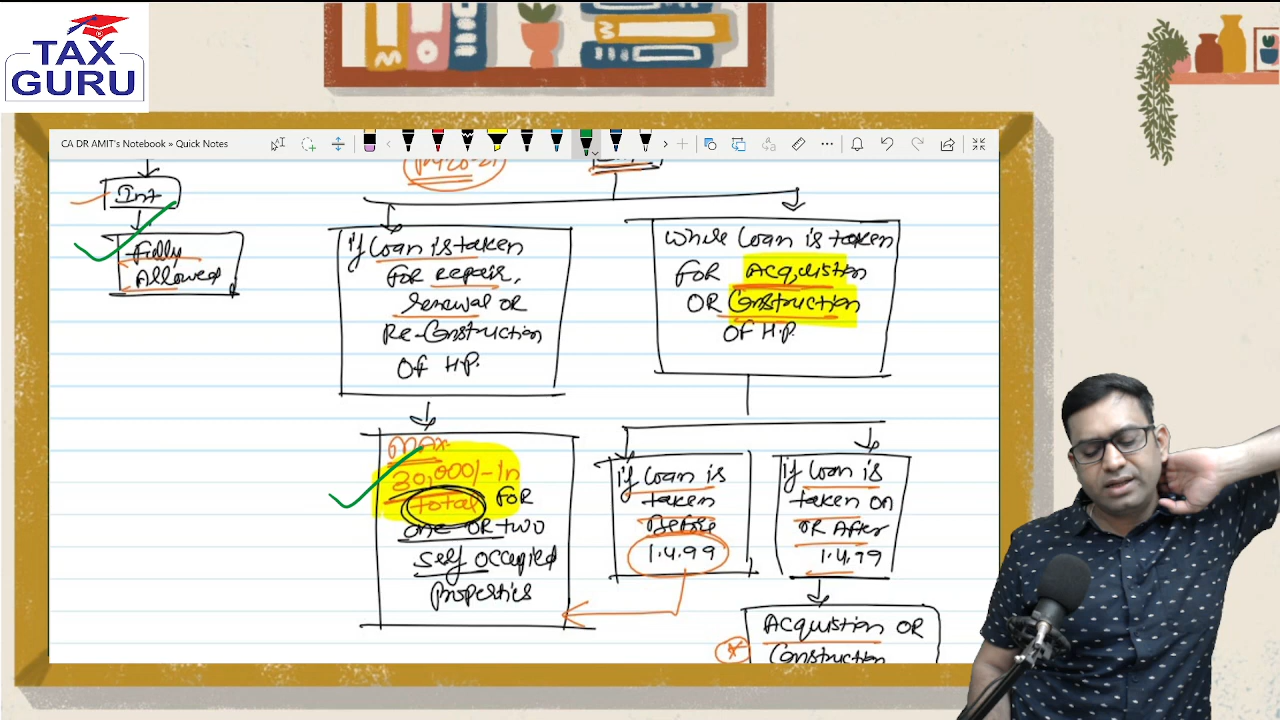 TAX
GURU
CA DR AMIT's Notebook » Quick Notes
Int
Fully
Allowed
if Loan is taken
FOR repair,
renewal OR
Re-Construction
OF H.P.
While Loan is taken
FOR Acquistion
OR Construction
OF H.P.
Max.
30,000/- In
total FOR
one OR two
self occupied
Properties
if Loan is
taken
Before
1.4.99
if Loan is
taken on
OR After
1.4.99
Acquistion OR
Construction